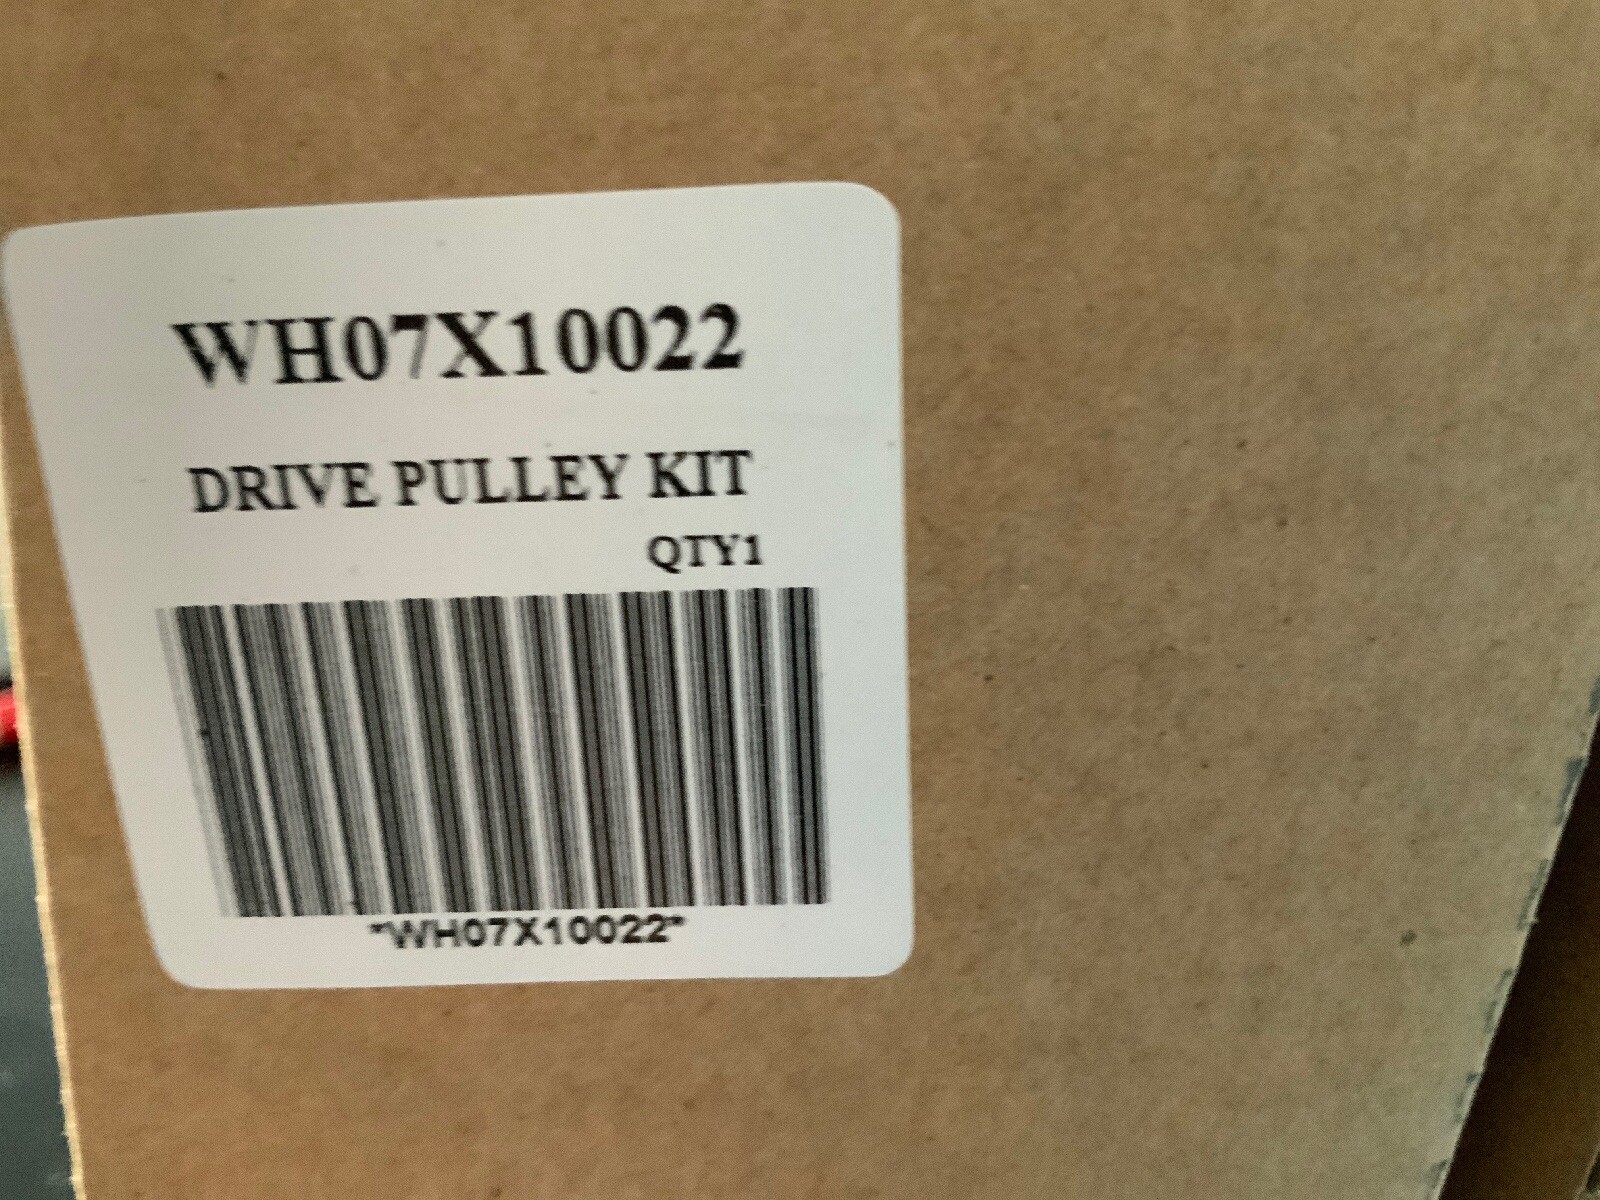 WH07X10022
DRIVE PULLEY KIT
QTY1
*WH07X10022*